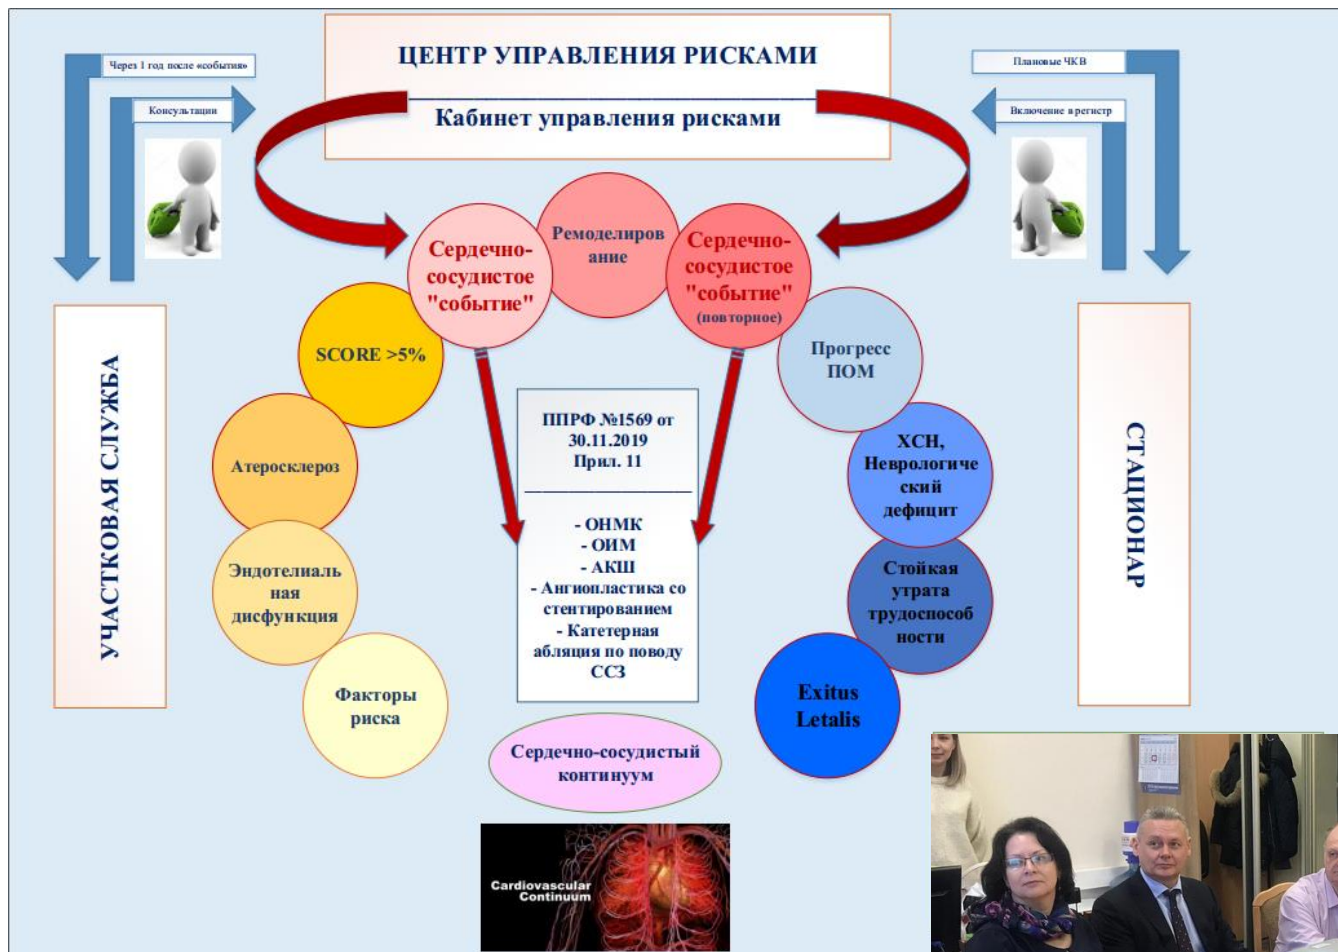 ЦЕНТР УПРАВЛЕНИЯ РИСКАМИ
Кабинет управления рисками
Через 1 год после «события»
Консультации
Плановые ЧКВ
Включение в регистр
УЧАСТКОВАЯ СЛУЖБА
СТАЦИОНАР
Факторы
риска
Эндотелиаль
ная
дисфункция
Атеросклероз
SCORE >5%
Сердечно-
сосудистое
"событие"
Ремоделиров
ание
Сердечно-
сосудистое
"событие"
(повторное)
Прогресс
ПОМ
ХСН,
Неврологиче
ский
дефицит
Стойкая
утрата
трудоспособ
ности
Exitus
Letalis
ППРФ №1569 от
30.11.2019
Прил. 11
- ОНМК
- ОИМ
- АКШ
- Ангиопластика со
стентированием
- Катетерная
абляция по поводу
ССЗ
Сердечно-сосудистый
континуум
Cardiovascular
Continuum